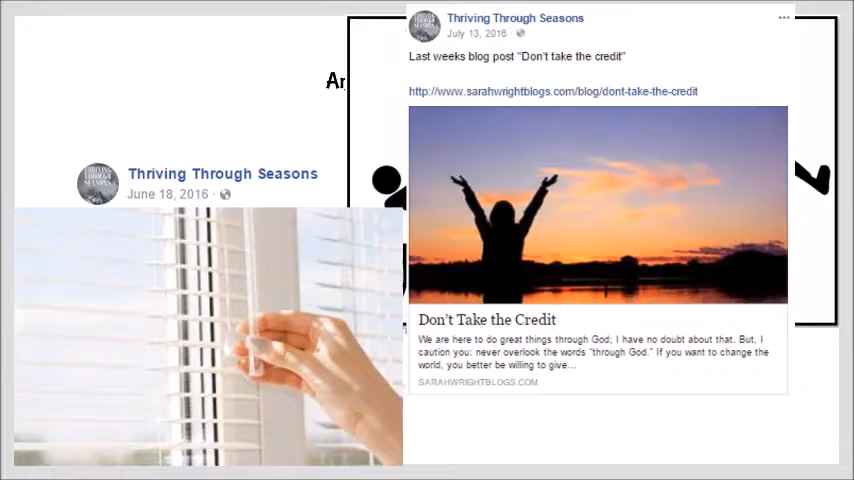 Thriving Through Seasons
July 13, 2016
Last weeks blog post "Don't take the credit"
http://www.sarahwrightblogs.com/blog/dont-take-the-credit
Ar
Thriving Through Seasons
June 18, 2016
Don't Take the Credit
We are here to do great things through God; I have no doubt about that. But, I
caution you: never overlook the words "through God." If you want to change the
world, you better be willing to give...
SARAHWRIGHTBLOGS.COM